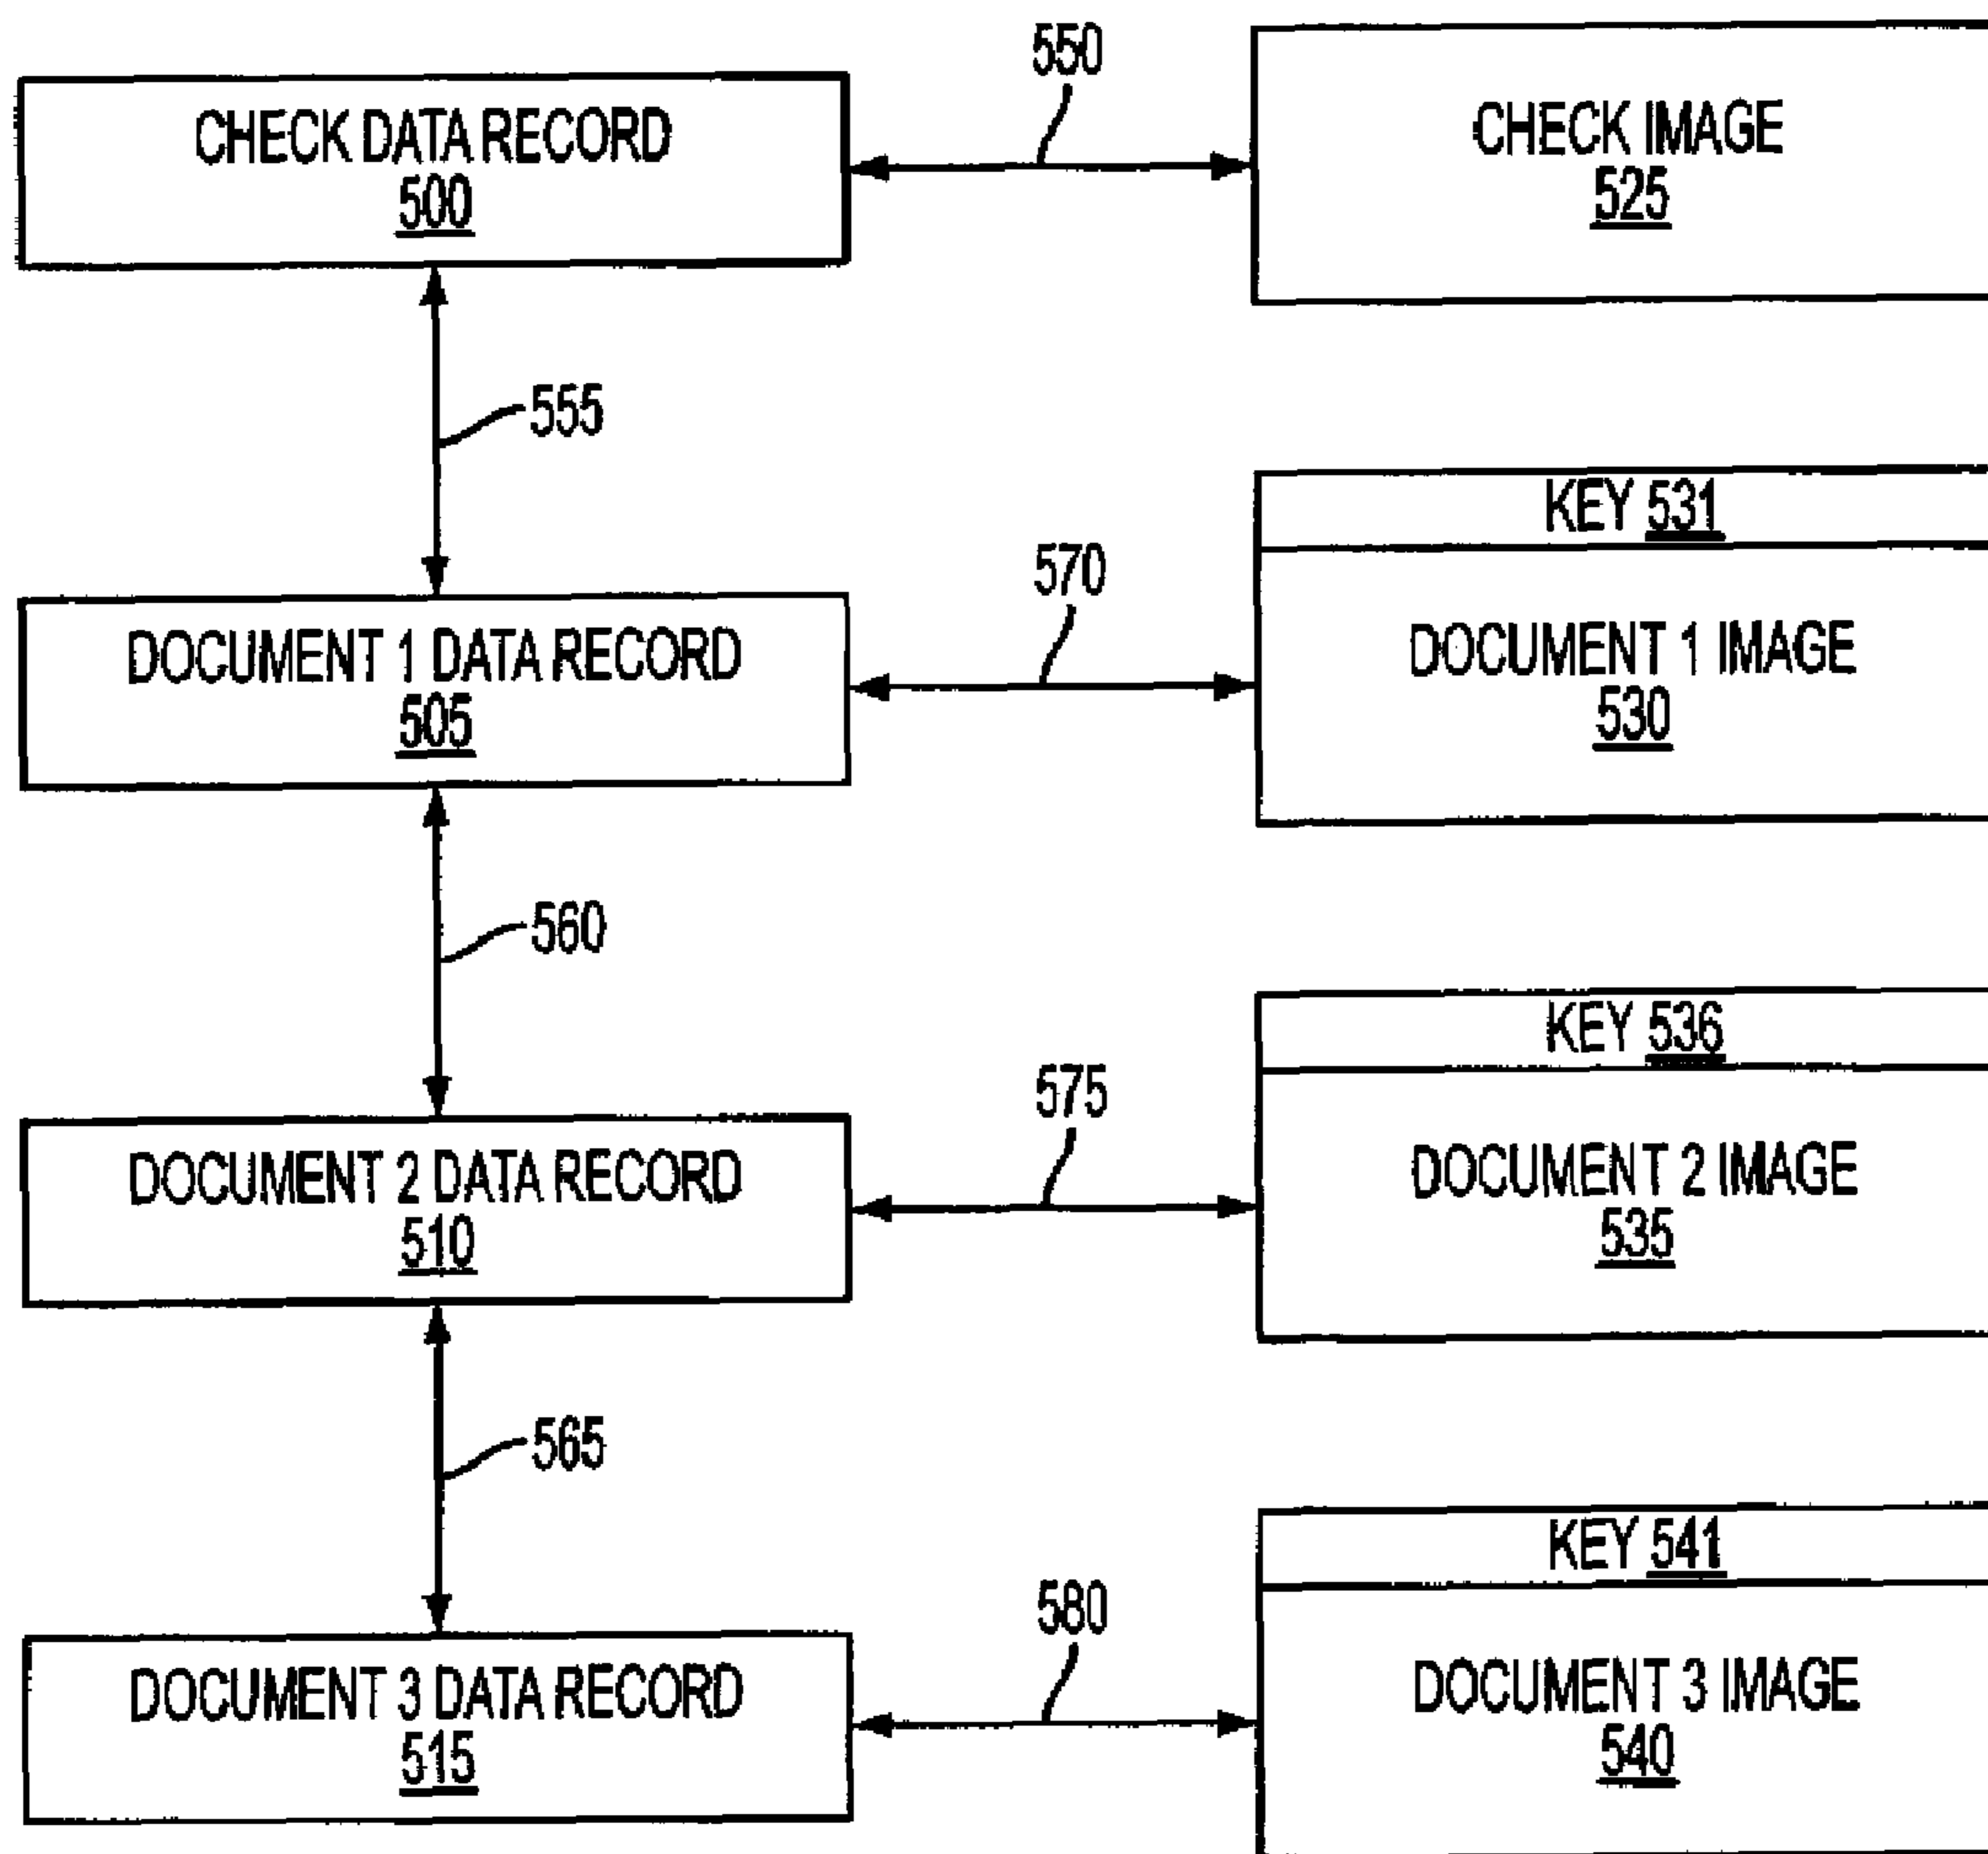 550
CHECK DATA RECORD
500
CHECK IMAGE
525
555
KEY 531
570
DOCUMENT 1 DATA RECORD
505
DOCUMENT 1 IMAGE
530
560
KEY 536
575
DOCUMENT 2 DATA RECORD
510
DOCUMENT 2 IMAGE
535
565
KEY 541
580
DOCUMENT 3 DATA RECORD
515
DOCUMENT 3 IMAGE
540